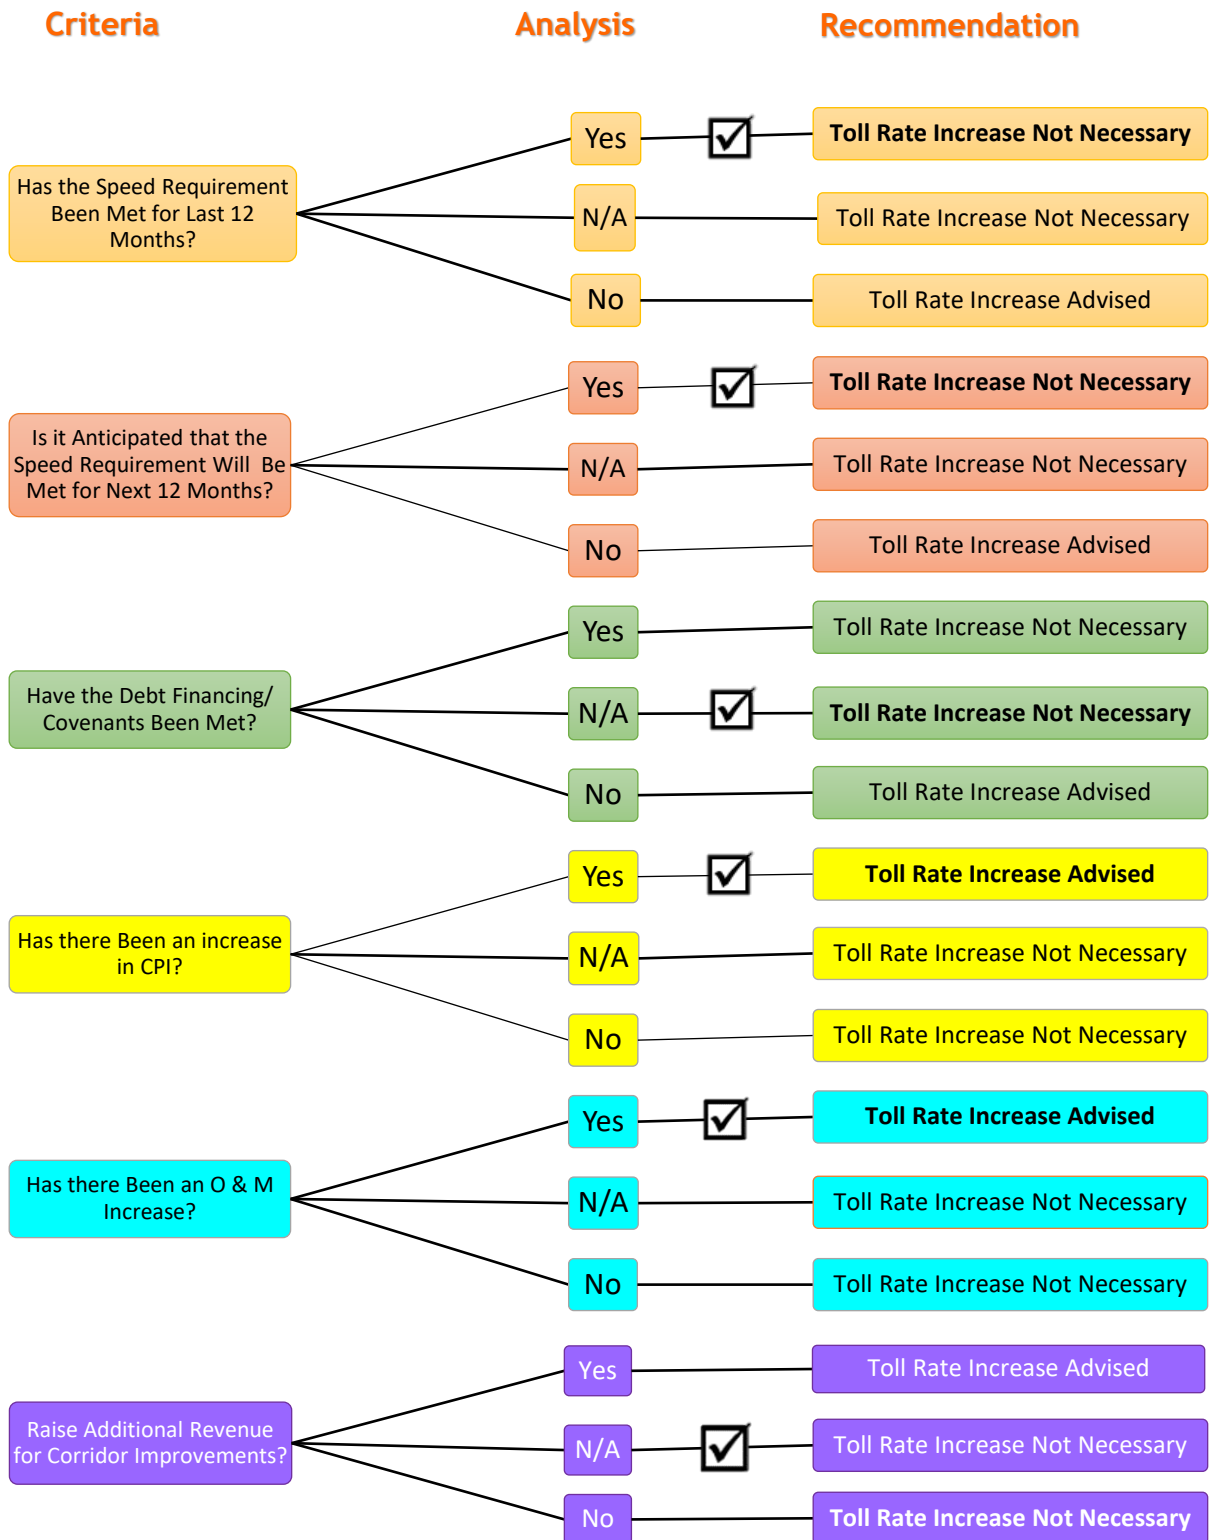 Criteria
Analysis
Recommendation
Has the Speed Requirement
Been Met for Last 12
Months?
Yes
Toll Rate Increase Not Necessary
N/A
Toll Rate Increase Not Necessary
No
Toll Rate Increase Advised
Is it Anticipated that the
Speed Requirement Will Be
Met for Next 12 Months?
Yes
Toll Rate Increase Not Necessary
N/A
Toll Rate Increase Not Necessary
No
Toll Rate Increase Advised
Have the Debt Financing/
Covenants Been Met?
Yes
Toll Rate Increase Not Necessary
N/A
Toll Rate Increase Not Necessary
No
Toll Rate Increase Advised
Has there Been an increase
in CPI?
Yes
Toll Rate Increase Advised
N/A
Toll Rate Increase Not Necessary
No
Toll Rate Increase Not Necessary
Has there Been an O & M
Increase?
Yes
Toll Rate Increase Advised
N/A
Toll Rate Increase Not Necessary
No
Toll Rate Increase Not Necessary
Raise Additional Revenue
for Corridor Improvements?
Yes
Toll Rate Increase Advised
N/A
Toll Rate Increase Not Necessary
No
Toll Rate Increase Not Necessary